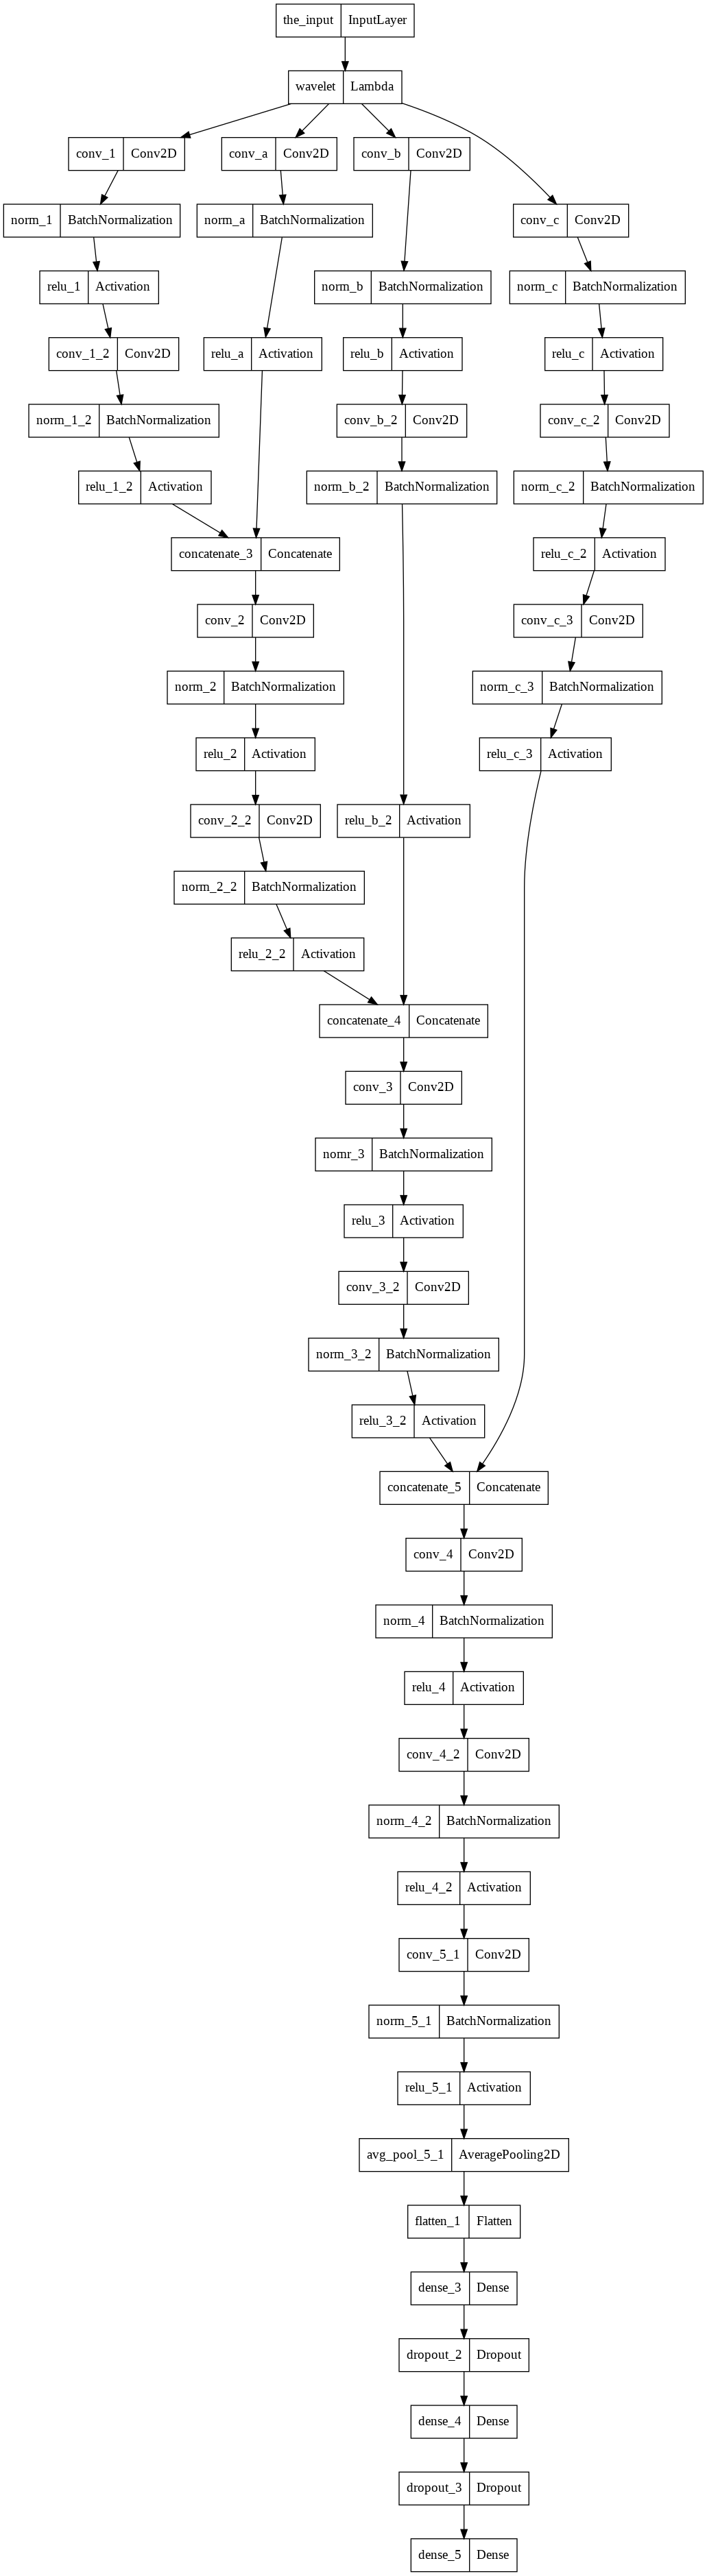 the_input InputLayer
wavelet Lambda
conv_1 Conv2D conv_a Conv2D conv_b Conv2D
norm_1 BatchNormalization norm_a BatchNormalization conv_c Conv2D
relu_1 Activation norm_b BatchNormalization norm_c BatchNormalization
conv_1_2 Conv2D relu_a Activation relu_b Activation relu_c Activation
norm_1_2 BatchNormalization conv_b_2 Conv2D conv_c_2 Conv2D
relu_1_2 Activation norm_b_2 BatchNormalization norm_c_2 BatchNormalization
concatenate_3 Concatenate relu_c_2 Activation
conv_2 Conv2D conv_c_3 Conv2D
norm_2 BatchNormalization norm_c_3 BatchNormalization
relu_2 Activation relu_c_3 Activation
conv_2_2 Conv2D relu_b_2 Activation
norm_2_2 BatchNormalization
relu_2_2 Activation
concatenate_4 Concatenate
conv_3 Conv2D
nomr_3 BatchNormalization
relu_3 Activation
conv_3_2 Conv2D
norm_3_2 BatchNormalization
relu_3_2 Activation
concatenate_5 Concatenate
conv_4 Conv2D
norm_4 BatchNormalization
relu_4 Activation
conv_4_2 Conv2D
norm_4_2 BatchNormalization
relu_4_2 Activation
conv_5_1 Conv2D
norm_5_1 BatchNormalization
relu_5_1 Activation
avg_pool_5_1 AveragePooling2D
flatten_1 Flatten
dense_3 Dense
dropout_2 Dropout
dense_4 Dense
dropout_3 Dropout
dense_5 Dense